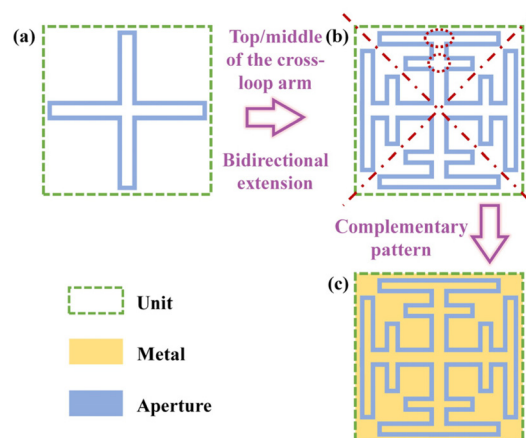 (a)
Top/middle
of the cross-
loop arm
Bidirectional
extension
(b)
Complementary
pattern
(c)
Unit
Metal
Aperture